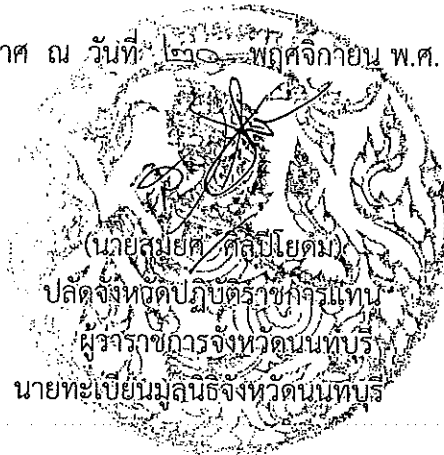 าศ ณ วันที่ ๒๑ พฤศจิกายน พ.ศ.
(นายสมยศ ศิลปีโยดม)
ปลัดจังหวัดปฏิบัติราชการแทน
ผู้ว่าราชการจังหวัดนนทบุรี
นายทะเบียนมูลนิธิจังหวัดนนทบุรี